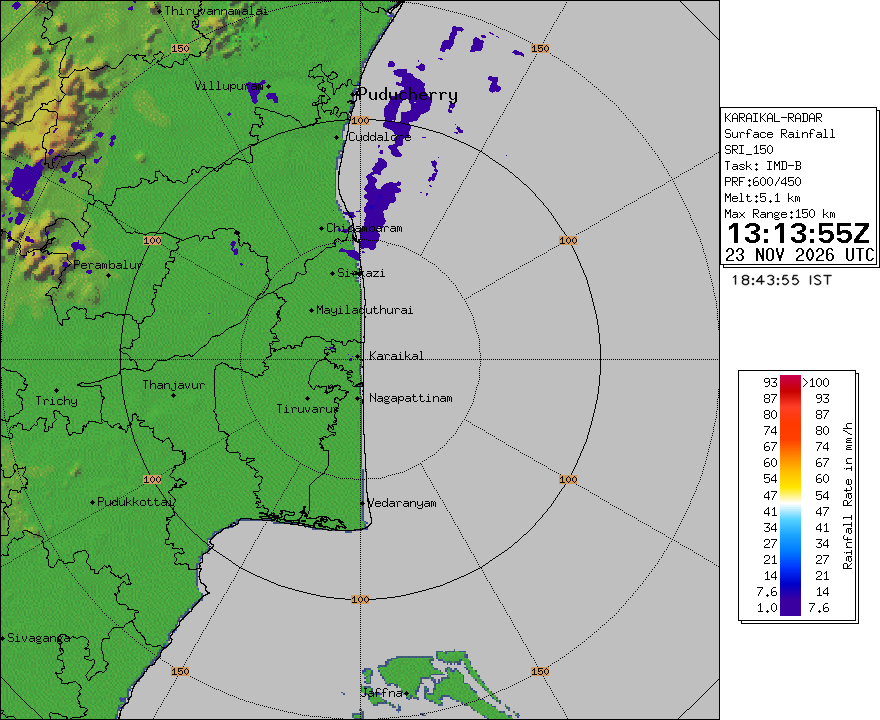 Thiruvannamalai
150
150
Villupuram
Puducherry
100
Cuddalore
Chidambaram
100
100
Perambalur
Sirkazi
Mayiladuthurai
Karaikal
Thanjavur
Trichy
Tiruvarur
Nagapattinam
100
100
Pudukkottai
Vedaranyam
100
Sivaganga
150
150
Jaffna
KARAIKAL-RADAR
Surface Rainfall
SRI_150
Task: IMD-B
PRF:600/450
Melt:5.1 km
Max Range:150 km
13:13:55Z
23 NOV 2026 UTC
18:43:55 IST
93 >100
87 93
80 87
74 80
67 74
60 67
54 60
47 54
41 47
34 41
27 34
21 27
14 21
7.6 14
1.0 7.6
Rainfall Rate in mm/h